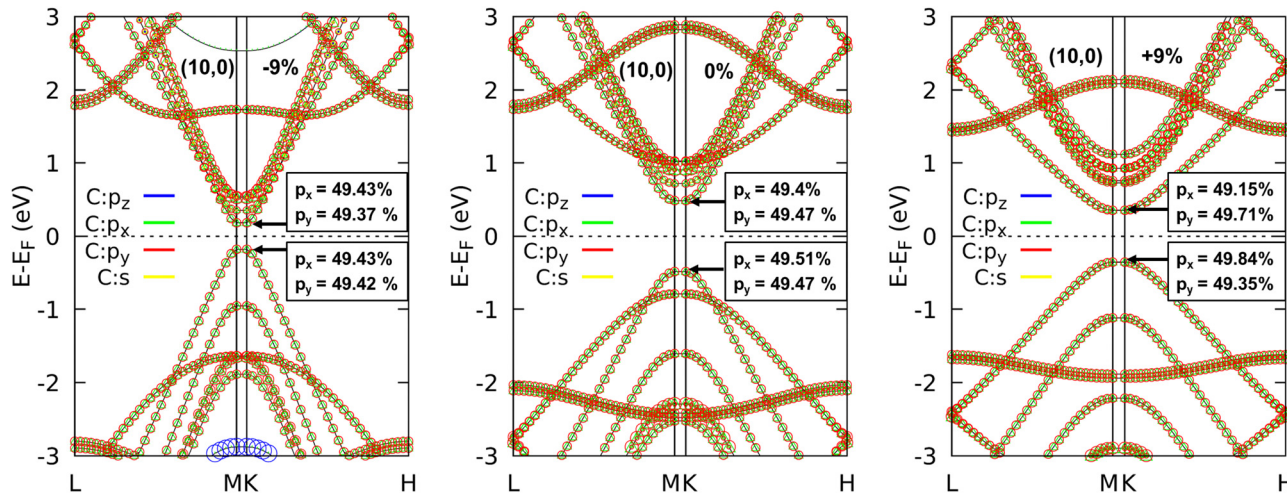 3
2
1
0
-1
-2
-3
E-E_F (eV)
(10,0) -9%
C:p_z
C:p_x
C:p_y
C:s
p_x = 49.43%
p_y = 49.37 %
p_x = 49.43%
p_y = 49.42 %
L MK H
3
2
1
0
-1
-2
-3
E-E_F (eV)
(10,0) 0%
C:p_z
C:p_x
C:p_y
C:s
p_x = 49.4%
p_y = 49.47 %
p_x = 49.51%
p_y = 49.47 %
L MK H
3
2
1
0
-1
-2
-3
E-E_F (eV)
(10,0) +9%
C:p_z
C:p_x
C:p_y
C:s
p_x = 49.15%
p_y = 49.71%
p_x = 49.84%
p_y = 49.35%
L MK H